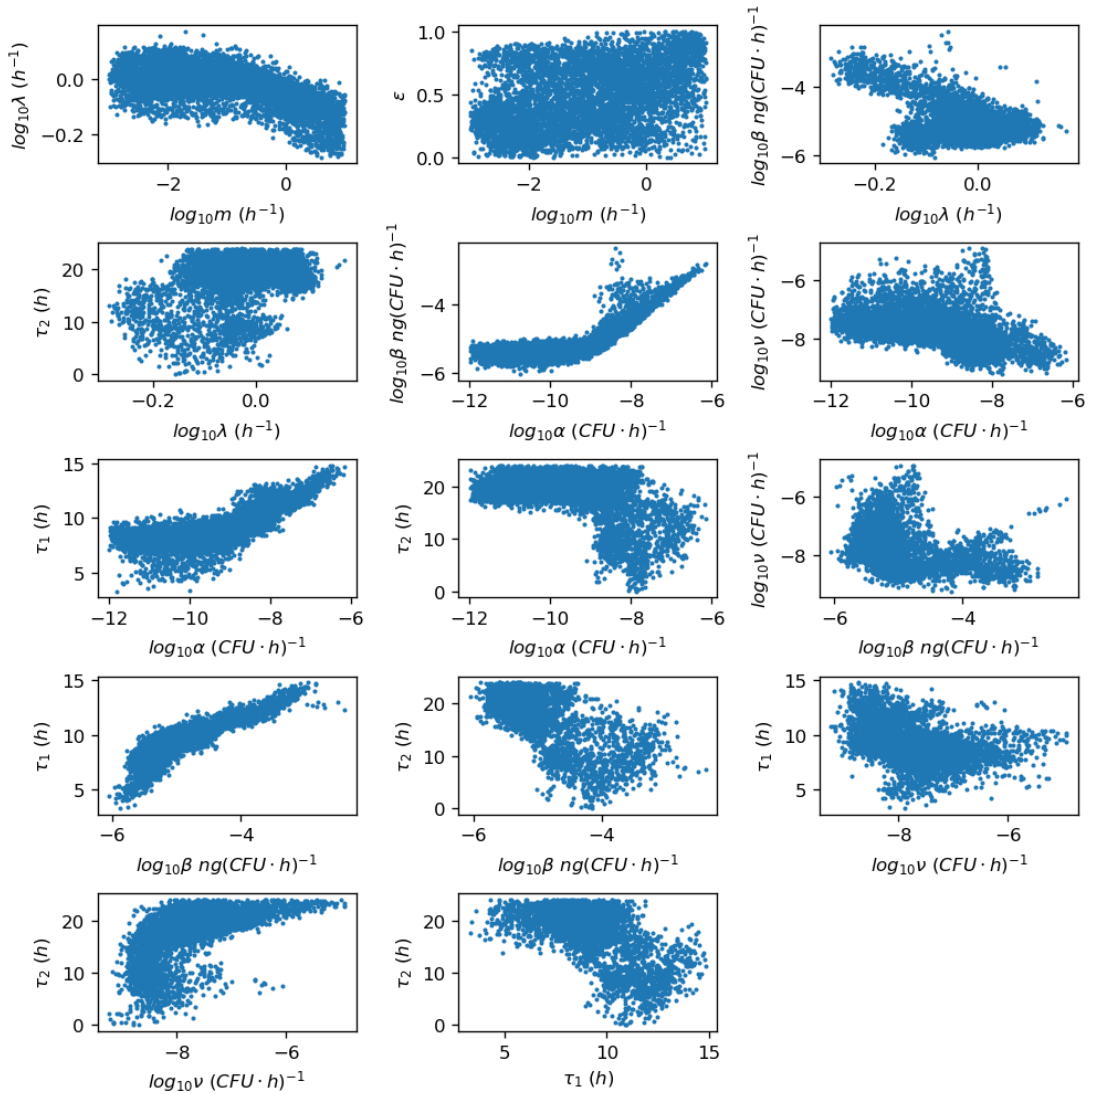 0.0
−0.2
−2 0
log₁₀λ (h⁻¹)
log₁₀m (h⁻¹)
1.0
0.5
0.0
−2 0
ε
log₁₀m (h⁻¹)
−4
−6
−0.2 0.0
log₁₀β ng(CFU · h)⁻¹
log₁₀λ (h⁻¹)
20
10
0
−0.2 0.0
τ₂ (h)
log₁₀λ (h⁻¹)
−4
−6
−12 −10 −8 −6
log₁₀β ng(CFU · h)⁻¹
log₁₀α (CFU · h)⁻¹
−6
−8
−12 −10 −8 −6
log₁₀ν (CFU · h)⁻¹
log₁₀α (CFU · h)⁻¹
15
10
5
−12 −10 −8 −6
τ₁ (h)
log₁₀α (CFU · h)⁻¹
20
10
0
−12 −10 −8 −6
τ₂ (h)
log₁₀α (CFU · h)⁻¹
−6
−8
−6 −4
log₁₀ν (CFU · h)⁻¹
log₁₀β ng(CFU · h)⁻¹
15
10
5
−6 −4
τ₁ (h)
log₁₀β ng(CFU · h)⁻¹
20
10
0
−6 −4
τ₂ (h)
log₁₀β ng(CFU · h)⁻¹
15
10
5
−8 −6
τ₁ (h)
log₁₀ν (CFU · h)⁻¹
20
10
0
−8 −6
τ₂ (h)
log₁₀ν (CFU · h)⁻¹
20
10
0
5 10 15
τ₂ (h)
τ₁ (h)